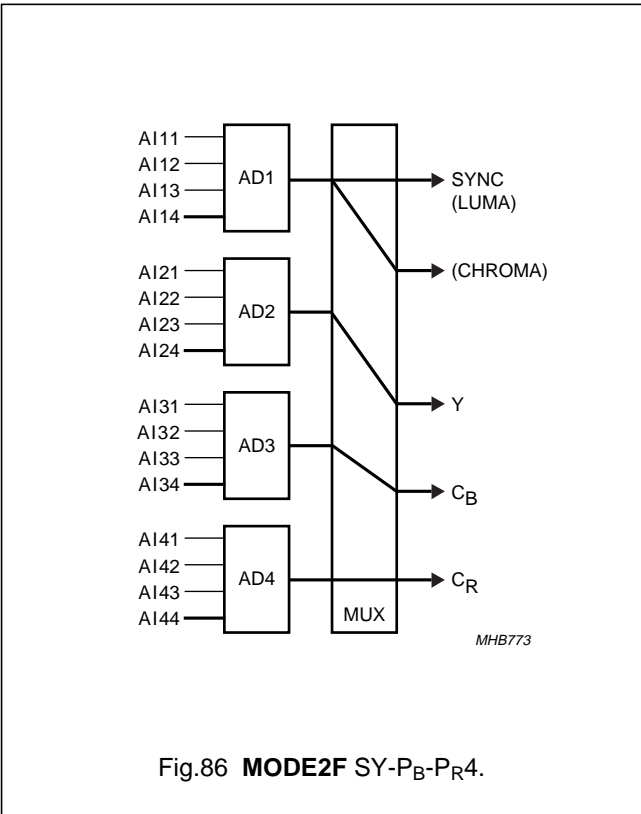 AI11
AI12
AI13
AI14
AD1
SYNC
(LUMA)
(CHROMA)
AI21
AI22
AI23
AI24
AD2
Y
AI31
AI32
AI33
AI34
AD3
CB
AI41
AI42
AI43
AI44
AD4
CR
MUX
MHB773
Fig.86 MODE2F SY-PB-PR4.